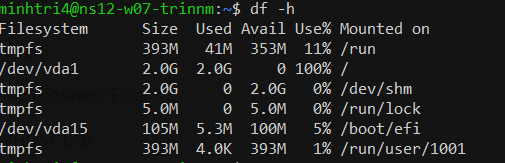 minhtri4@ns12-w07-trinnm:~$ df -h
Filesystem      Size  Used Avail Use% Mounted on
tmpfs           393M   41M  353M  11% /run
/dev/vda1       2.0G  2.0G     0 100% /
tmpfs           2.0G     0  2.0G   0% /dev/shm
tmpfs           5.0M     0  5.0M   0% /run/lock
/dev/vda15      105M  5.3M  100M   5% /boot/efi
tmpfs           393M  4.0K  393M   1% /run/user/1001